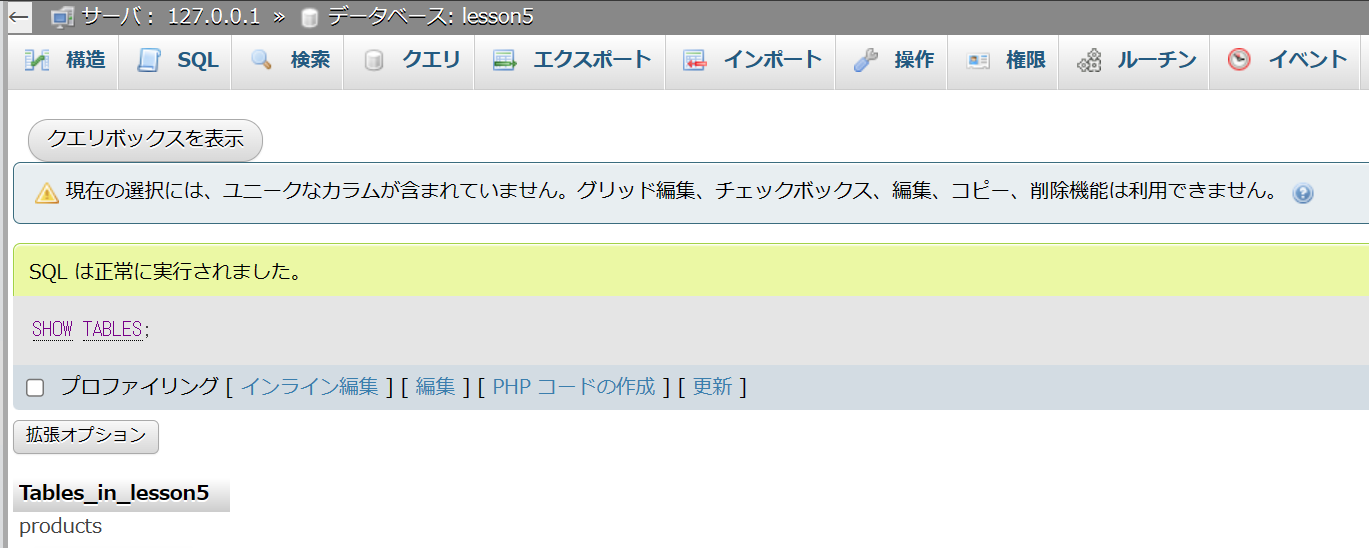 サーバ： 127.0.0.1 » データベース: lesson5
構造 SQL 検索 クエリ エクスポート インポート 操作 権限 ルーチン イベント
クエリボックスを表示
現在の選択には、ユニークなカラムが含まれていません。グリッド編集、チェックボックス、編集、コピー、削除機能は利用できません。
SQL は正常に実行されました。
SHOW TABLES;
プロファイリング [ インライン編集 ] [ 編集 ] [ PHP コードの作成 ] [ 更新 ]
拡張オプション
Tables_in_lesson5
products